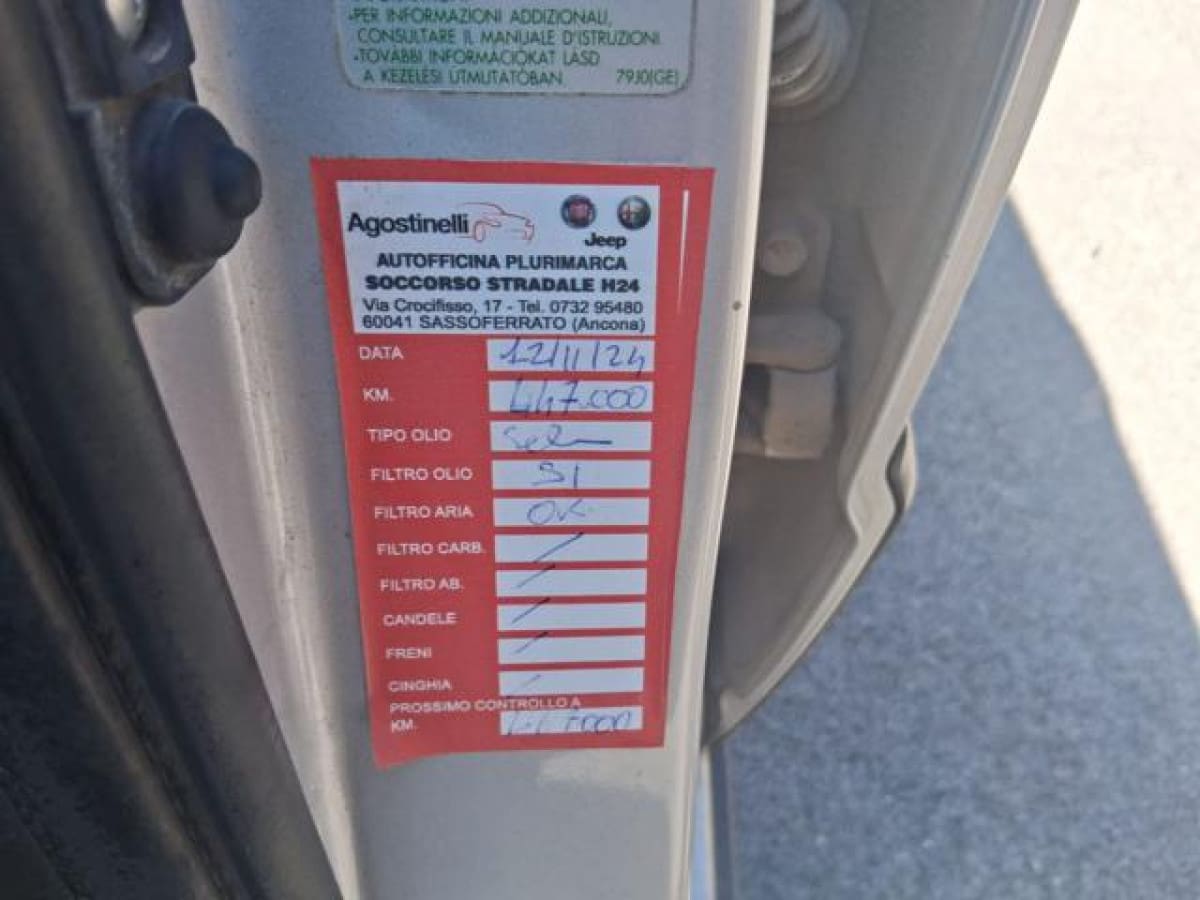 •PER INFORMAZIONI ADDIZIONALI,
CONSULTARE IL MANUALE D'ISTRUZIONI.
•TOVÁBBI INFORMÁCIÓKAT LÁSD
A KEZELÉSI ÚTMUTATÓBAN. 79J0(GE)
Agostinelli
Jeep
AUTOFFICINA PLURIMARCA
SOCCORSO STRADALE H24
Via Crocifisso, 17 - Tel. 0732 95480
60041 SASSOFERRATO (Ancona)
DATA 12/11/24
KM. 447.000
TIPO OLIO
FILTRO OLIO SI
FILTRO ARIA OK
FILTRO CARB. /
FILTRO AB. /
CANDELE /
FRENI /
CINGHIA /
PROSSIMO CONTROLLO A
KM.